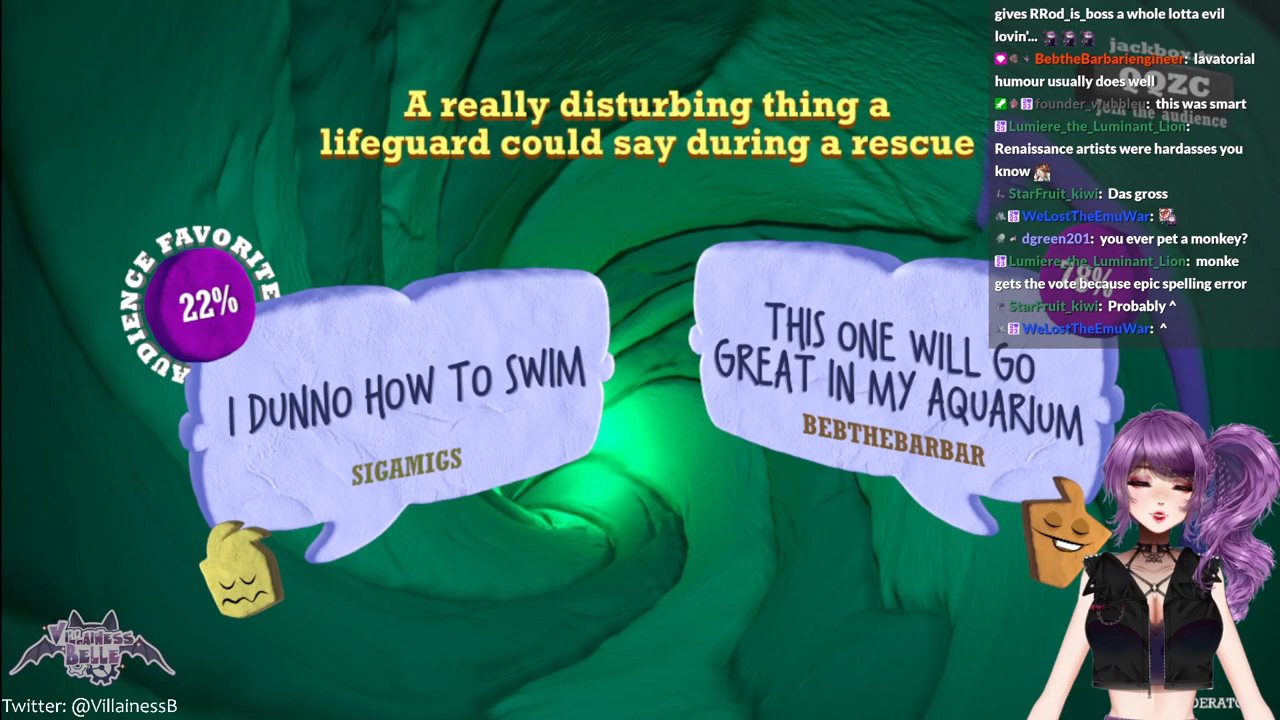 A really disturbing thing a
lifeguard could say during a rescue
AUDIENCE FAVORITE
22%
I DUNNO HOW TO SWIM
SIGAMIGS
THIS ONE WILL GO
GREAT IN MY AQUARIUM
BEBTHEBARBAR
78%
jackbox.tv
QQZC
join the audience
gives RRod_is_boss a whole lotta evil
lovin'...
BebtheBarbariengineer: lavatorial
humour usually does well
founder_wubbleu: this was smart
Lumiere_the_Luminant_Lion:
Renaissance artists were hardasses you
know
StarFruit_kiwi: Das gross
WeLostTheEmuWar:
dgreen201: you ever pet a monkey?
Lumiere_the_Luminant_Lion: monke
gets the vote because epic spelling error
StarFruit_kiwi: Probably ^
WeLostTheEmuWar: ^
VILLAINESS
BELLE
Twitter: @VillainessB